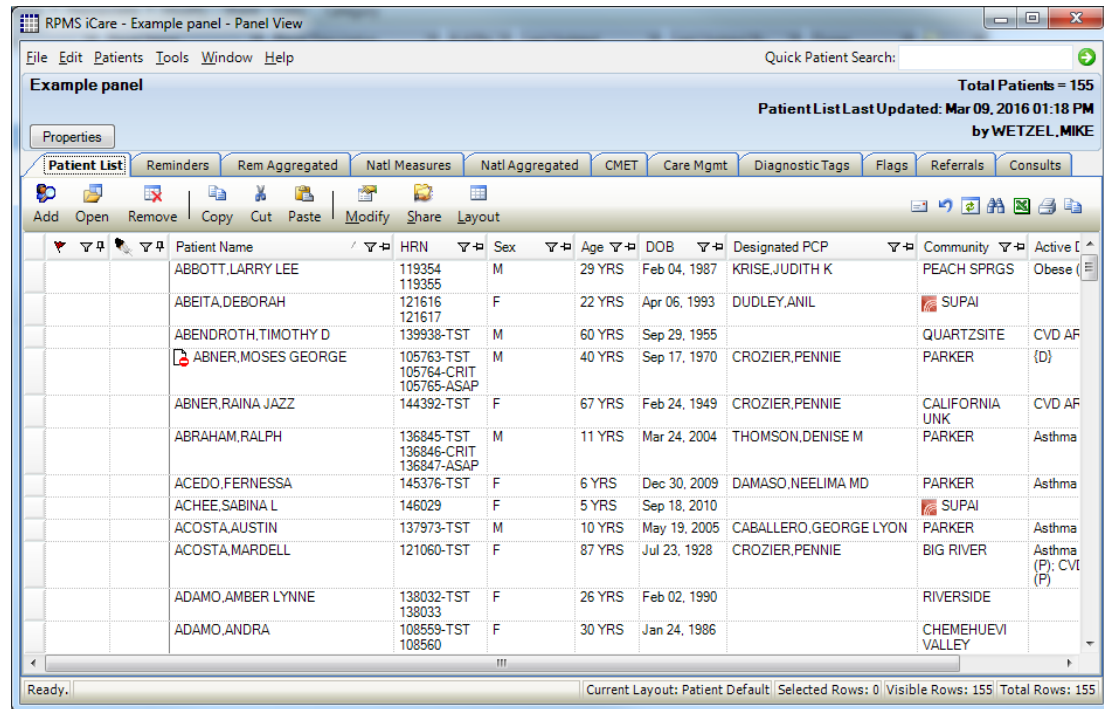 RPMS iCare - Example panel - Panel View
File Edit Patients Tools Window Help Quick Patient Search:
Example panel Total Patients = 155
Patient List Last Updated: Mar 09, 2016 01:18 PM
Properties by WETZEL,MIKE
Patient List Reminders Rem Aggregated Natl Measures Natl Aggregated CMET Care Mgmt Diagnostic Tags Flags Referrals Consults
Add Open Remove Copy Cut Paste Modify Share Layout
Patient Name HRN Sex Age DOB Designated PCP Community Active D
ABBOTT,LARRY LEE 119354 M 29 YRS Feb 04, 1987 KRISE,JUDITH K PEACH SPRGS Obese (
119355
ABEITA,DEBORAH 121616 F 22 YRS Apr 06, 1993 DUDLEY,ANIL SUPAI
121617
ABENDROTH,TIMOTHY D 139938-TST M 60 YRS Sep 29, 1955 QUARTZSITE CVD AR
ABNER,MOSES GEORGE 105763-TST M 40 YRS Sep 17, 1970 CROZIER,PENNIE PARKER {D}
105764-CRIT
105765-ASAP
ABNER,RAINA JAZZ 144392-TST F 67 YRS Feb 24, 1949 CROZIER,PENNIE CALIFORNIA CVD AR
UNK
ABRAHAM,RALPH 136845-TST M 11 YRS Mar 24, 2004 THOMSON,DENISE M PARKER Asthma
136846-CRIT
136847-ASAP
ACEDO,FERNESSA 145376-TST F 6 YRS Dec 30, 2009 DAMASO,NEELIMA MD PARKER Asthma
ACHEE,SABINA L 146029 F 5 YRS Sep 18, 2010 SUPAI
ACOSTA,AUSTIN 137973-TST M 10 YRS May 19, 2005 CABALLERO,GEORGE LYON PARKER Asthma
ACOSTA,MARDELL 121060-TST F 87 YRS Jul 23, 1928 CROZIER,PENNIE BIG RIVER Asthma
(P); CVD
(P)
ADAMO,AMBER LYNNE 138032-TST F 26 YRS Feb 02, 1990 RIVERSIDE
138033
ADAMO,ANDRA 108559-TST F 30 YRS Jan 24, 1986 CHEMEHUEVI
108560 VALLEY
Ready. Current Layout: Patient Default Selected Rows: 0 Visible Rows: 155 Total Rows: 155